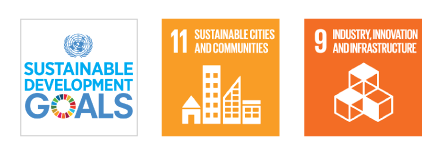 SUSTAINABLE
DEVELOPMENT
GOALS
11 SUSTAINABLE CITIES
AND COMMUNITIES
9 INDUSTRY, INNOVATION
AND INFRASTRUCTURE